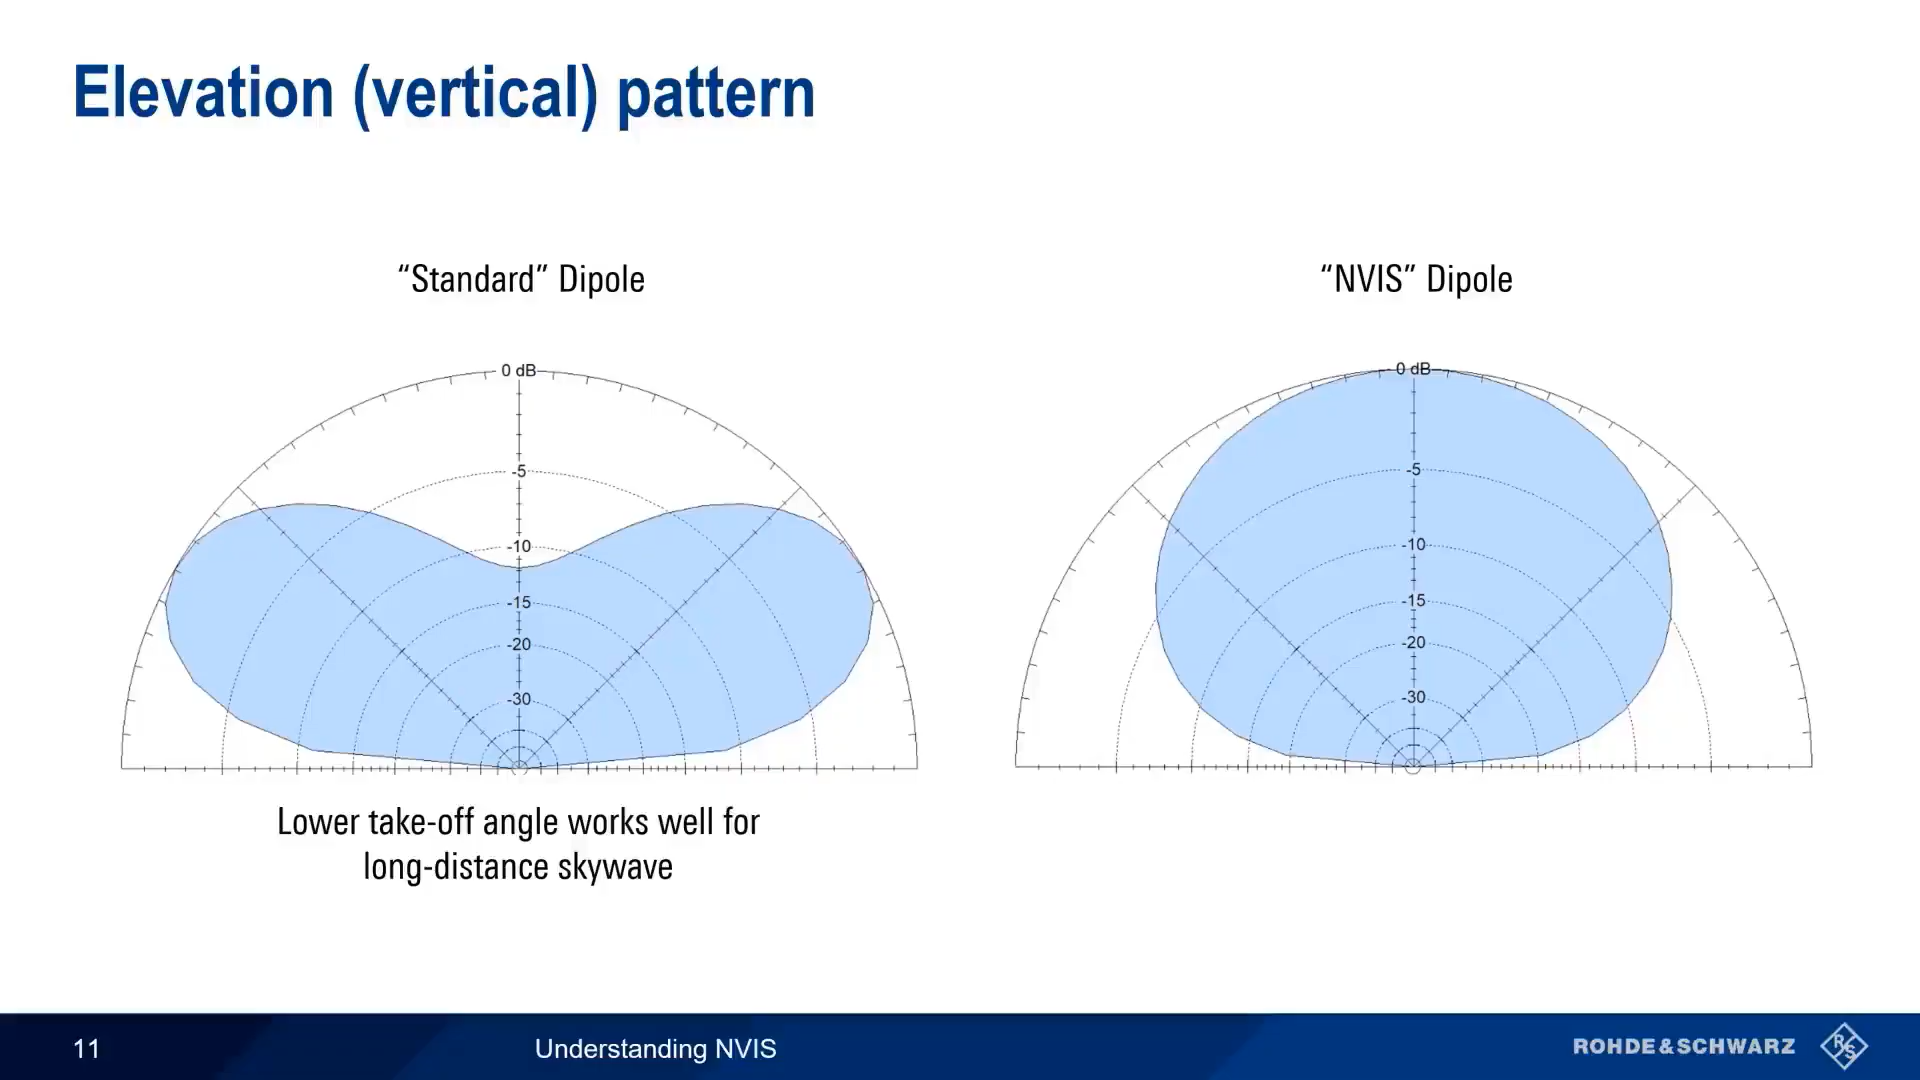 Elevation (vertical) pattern
“Standard” Dipole
“NVIS” Dipole
0 dB
-5
-10
-15
-20
-30
0 dB
-5
-10
-15
-20
-30
Lower take-off angle works well for
long-distance skywave
11
Understanding NVIS
ROHDE&SCHWARZ
R&S